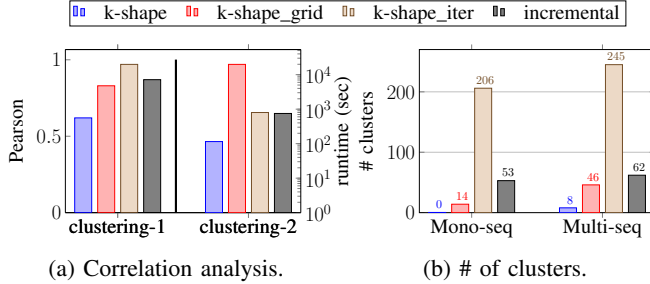 k-shape k-shape_grid k-shape_iter incremental
Pearson
1
0.5
0
clustering-1 clustering-2
10^4
10^3
10^2
10^1
10^0
runtime (sec)
(a) Correlation analysis.
# clusters
200
100
0
0 14 206 53
8 46 245 62
Mono-seq Multi-seq
(b) # of clusters.